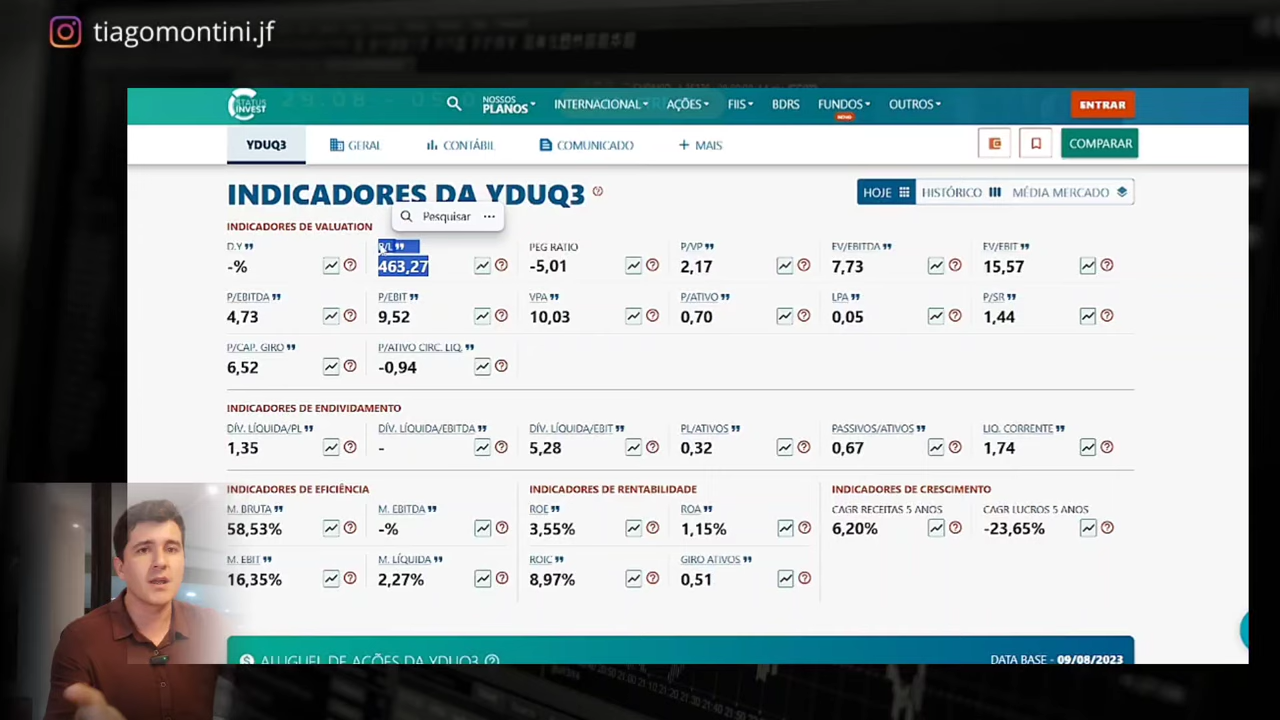 tiagomontini.jf
STATUS INVEST
NOSSOS PLANOS
INTERNACIONAL
AÇÕES
FIIS
BDRS
FUNDOS
NOVO
OUTROS
ENTRAR
YDUQ3
GERAL
CONTÁBIL
COMUNICADO
+ MAIS
COMPARAR
INDICADORES DA YDUQ3
HOJE
HISTÓRICO
MÉDIA MERCADO
Pesquisar ...
INDICADORES DE VALUATION
D.Y P/L PEG RATIO P/VP EV/EBITDA EV/EBIT
-% 463,27 -5,01 2,17 7,73 15,57
P/EBITDA P/EBIT VPA P/ATIVO LPA P/SR
4,73 9,52 10,03 0,70 0,05 1,44
P/CAP. GIRO P/ATIVO CIRC. LIQ.
6,52 -0,94
INDICADORES DE ENDIVIDAMENTO
DÍV. LÍQUIDA/PL DÍV. LÍQUIDA/EBITDA DÍV. LÍQUIDA/EBIT PL/ATIVOS PASSIVOS/ATIVOS LIQ. CORRENTE
1,35 - 5,28 0,32 0,67 1,74
INDICADORES DE EFICIÊNCIA INDICADORES DE RENTABILIDADE INDICADORES DE CRESCIMENTO
M. BRUTA M. EBITDA ROE ROA CAGR RECEITAS 5 ANOS CAGR LUCROS 5 ANOS
58,53% -% 3,55% 1,15% 6,20% -23,65%
M. EBIT M. LÍQUIDA ROIC GIRO ATIVOS
16,35% 2,27% 8,97% 0,51
ALUGUEL DE AÇÕES DA YDUQ3
DATA BASE - 09/08/2023